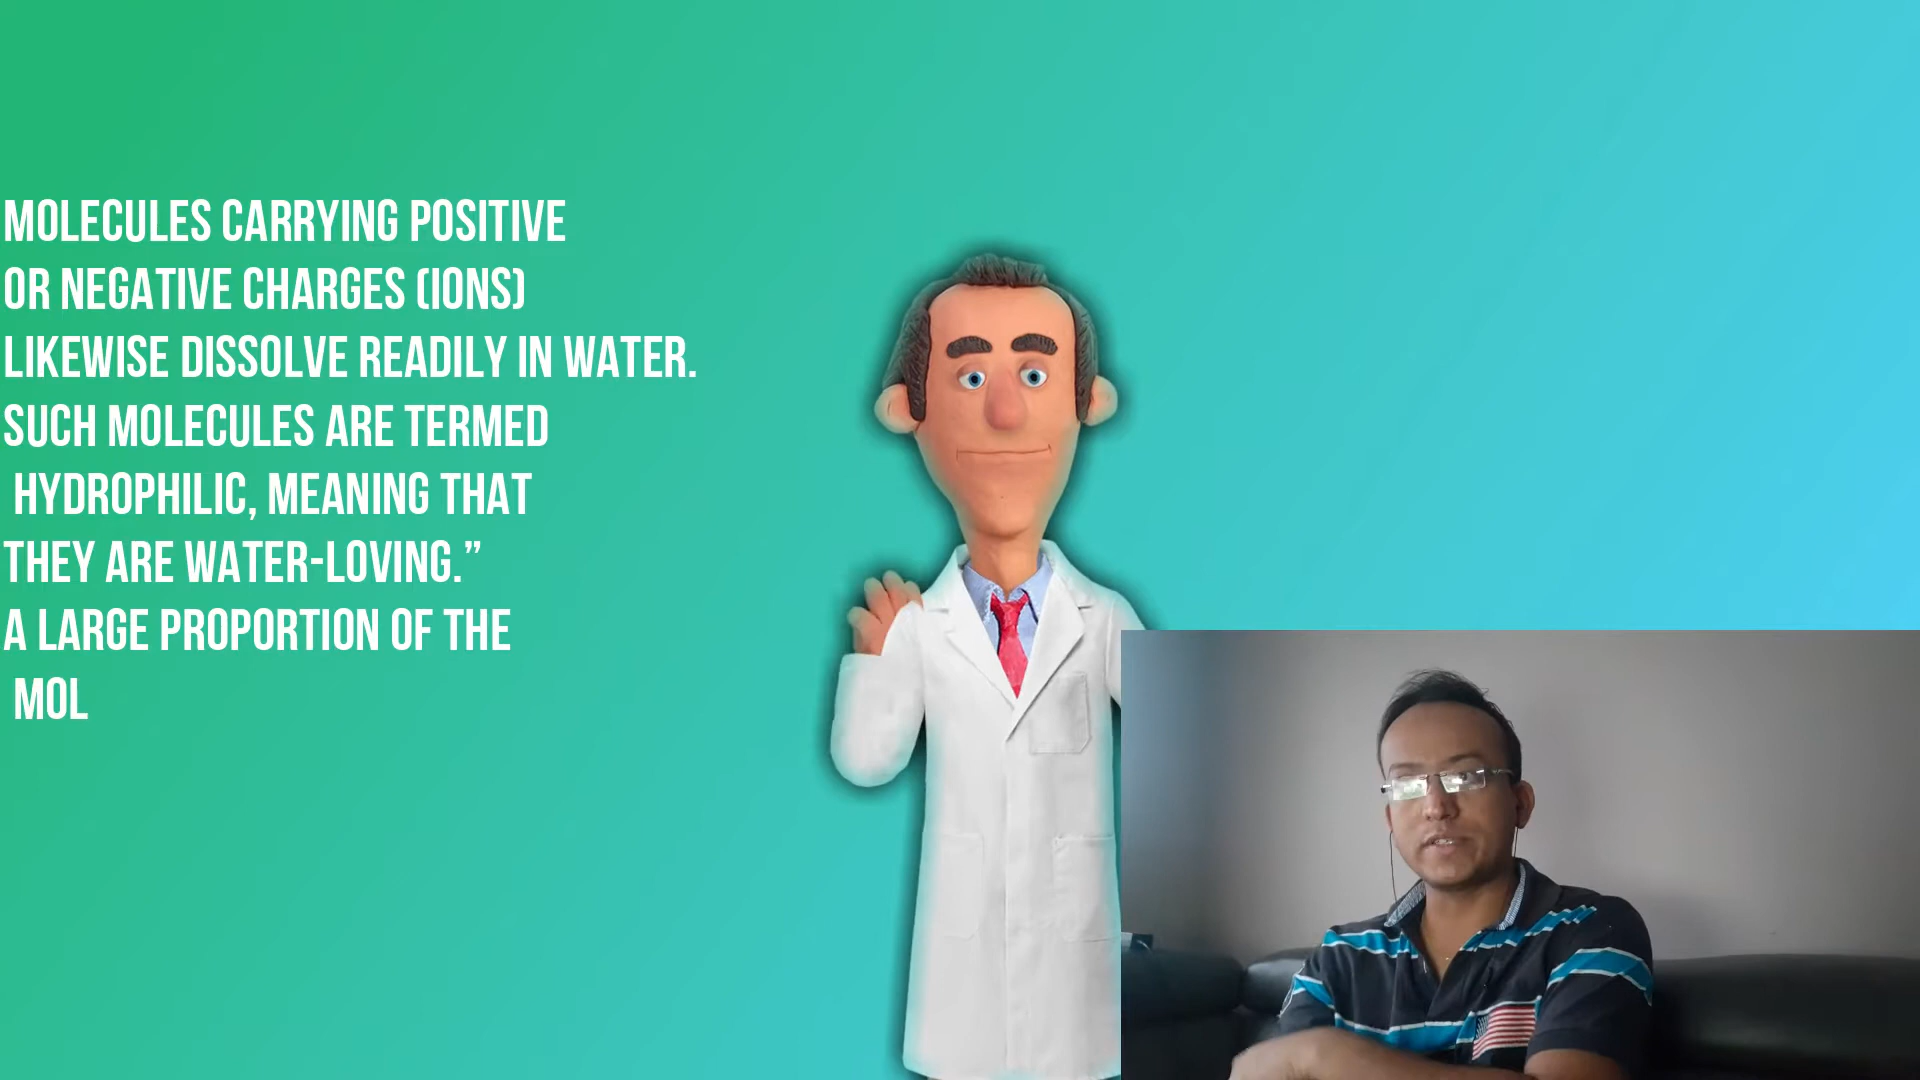 MOLECULES CARRYING POSITIVE
OR NEGATIVE CHARGES (IONS)
LIKEWISE DISSOLVE READILY IN WATER.
SUCH MOLECULES ARE TERMED
HYDROPHILIC, MEANING THAT
THEY ARE WATER-LOVING.”
A LARGE PROPORTION OF THE
MOL